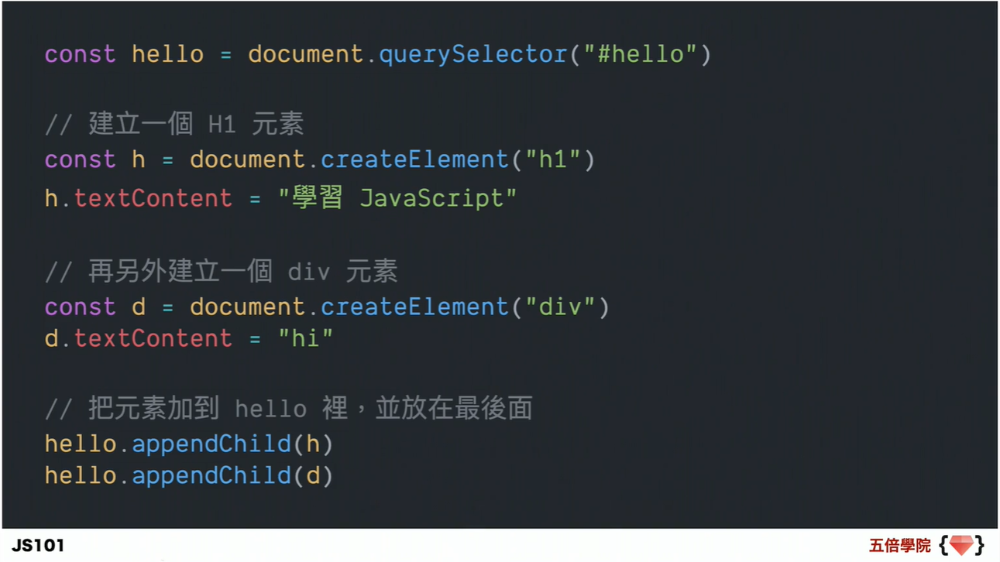 const hello = document.querySelector("#hello")
// 建立一個 H1 元素
const h = document.createElement("h1")
h.textContent = "學習 JavaScript"
// 再另外建立一個 div 元素
const d = document.createElement("div")
d.textContent = "hi"
// 把元素加到 hello 裡，並放在最後面
hello.appendChild(h)
hello.appendChild(d)
JS101
五倍學院